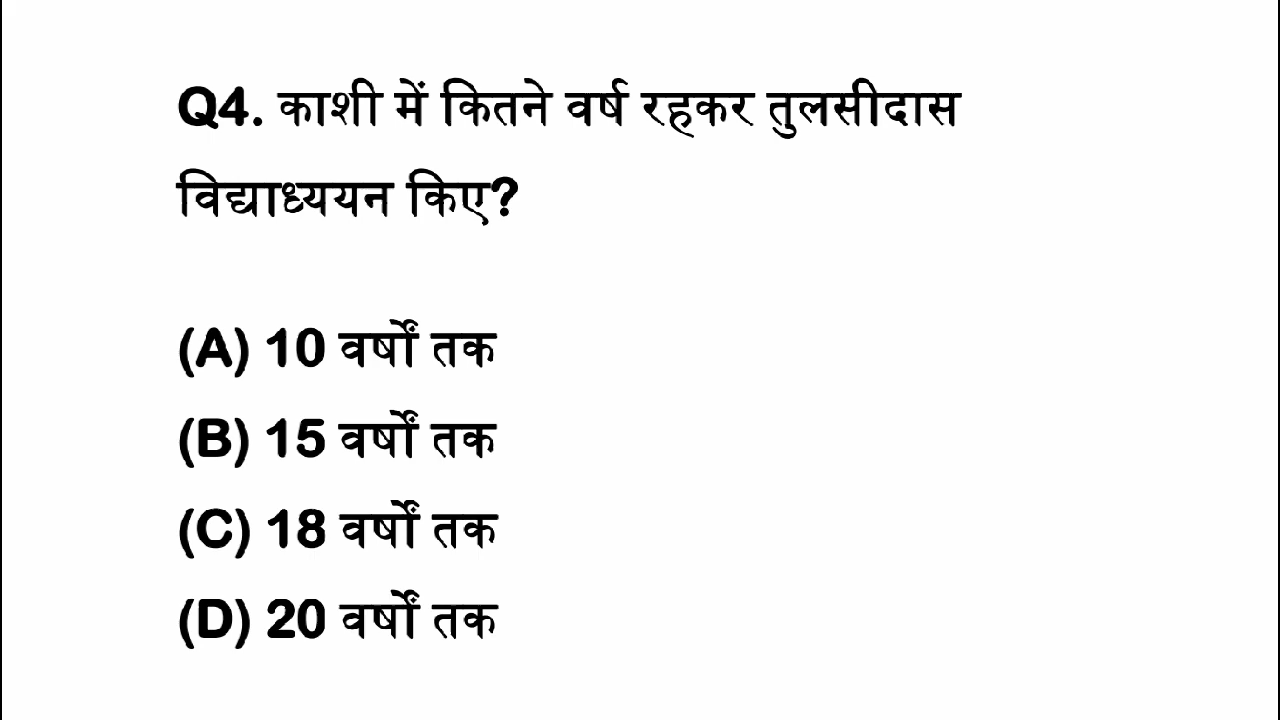 Q4. काशी में कितने वर्ष रहकर तुलसीदास
विद्याध्ययन किए?
(A) 10 वर्षों तक
(B) 15 वर्षों तक
(C) 18 वर्षों तक
(D) 20 वर्षों तक